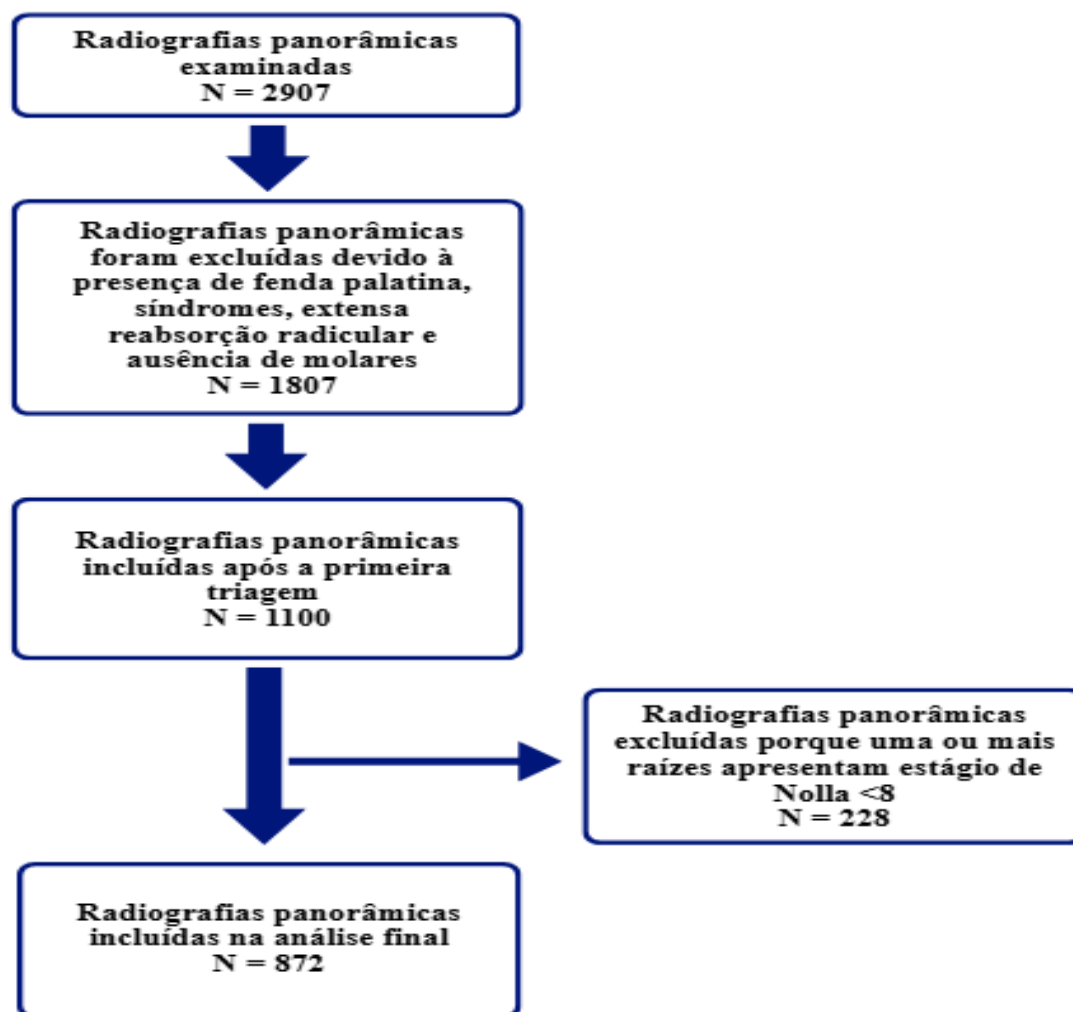 Radiografias panorâmicas
examinadas
N = 2907
Radiografias panorâmicas
foram excluídas devido à
presença de fenda palatina,
síndromes, extensa
reabsorção radicular e
ausência de molares
N = 1807
Radiografias panorâmicas
incluídas após a primeira
triagem
N = 1100
Radiografias panorâmicas
excluídas porque uma ou mais
raízes apresentam estágio de
Nolla <8
N = 228
Radiografias panorâmicas
incluídas na análise final
N = 872